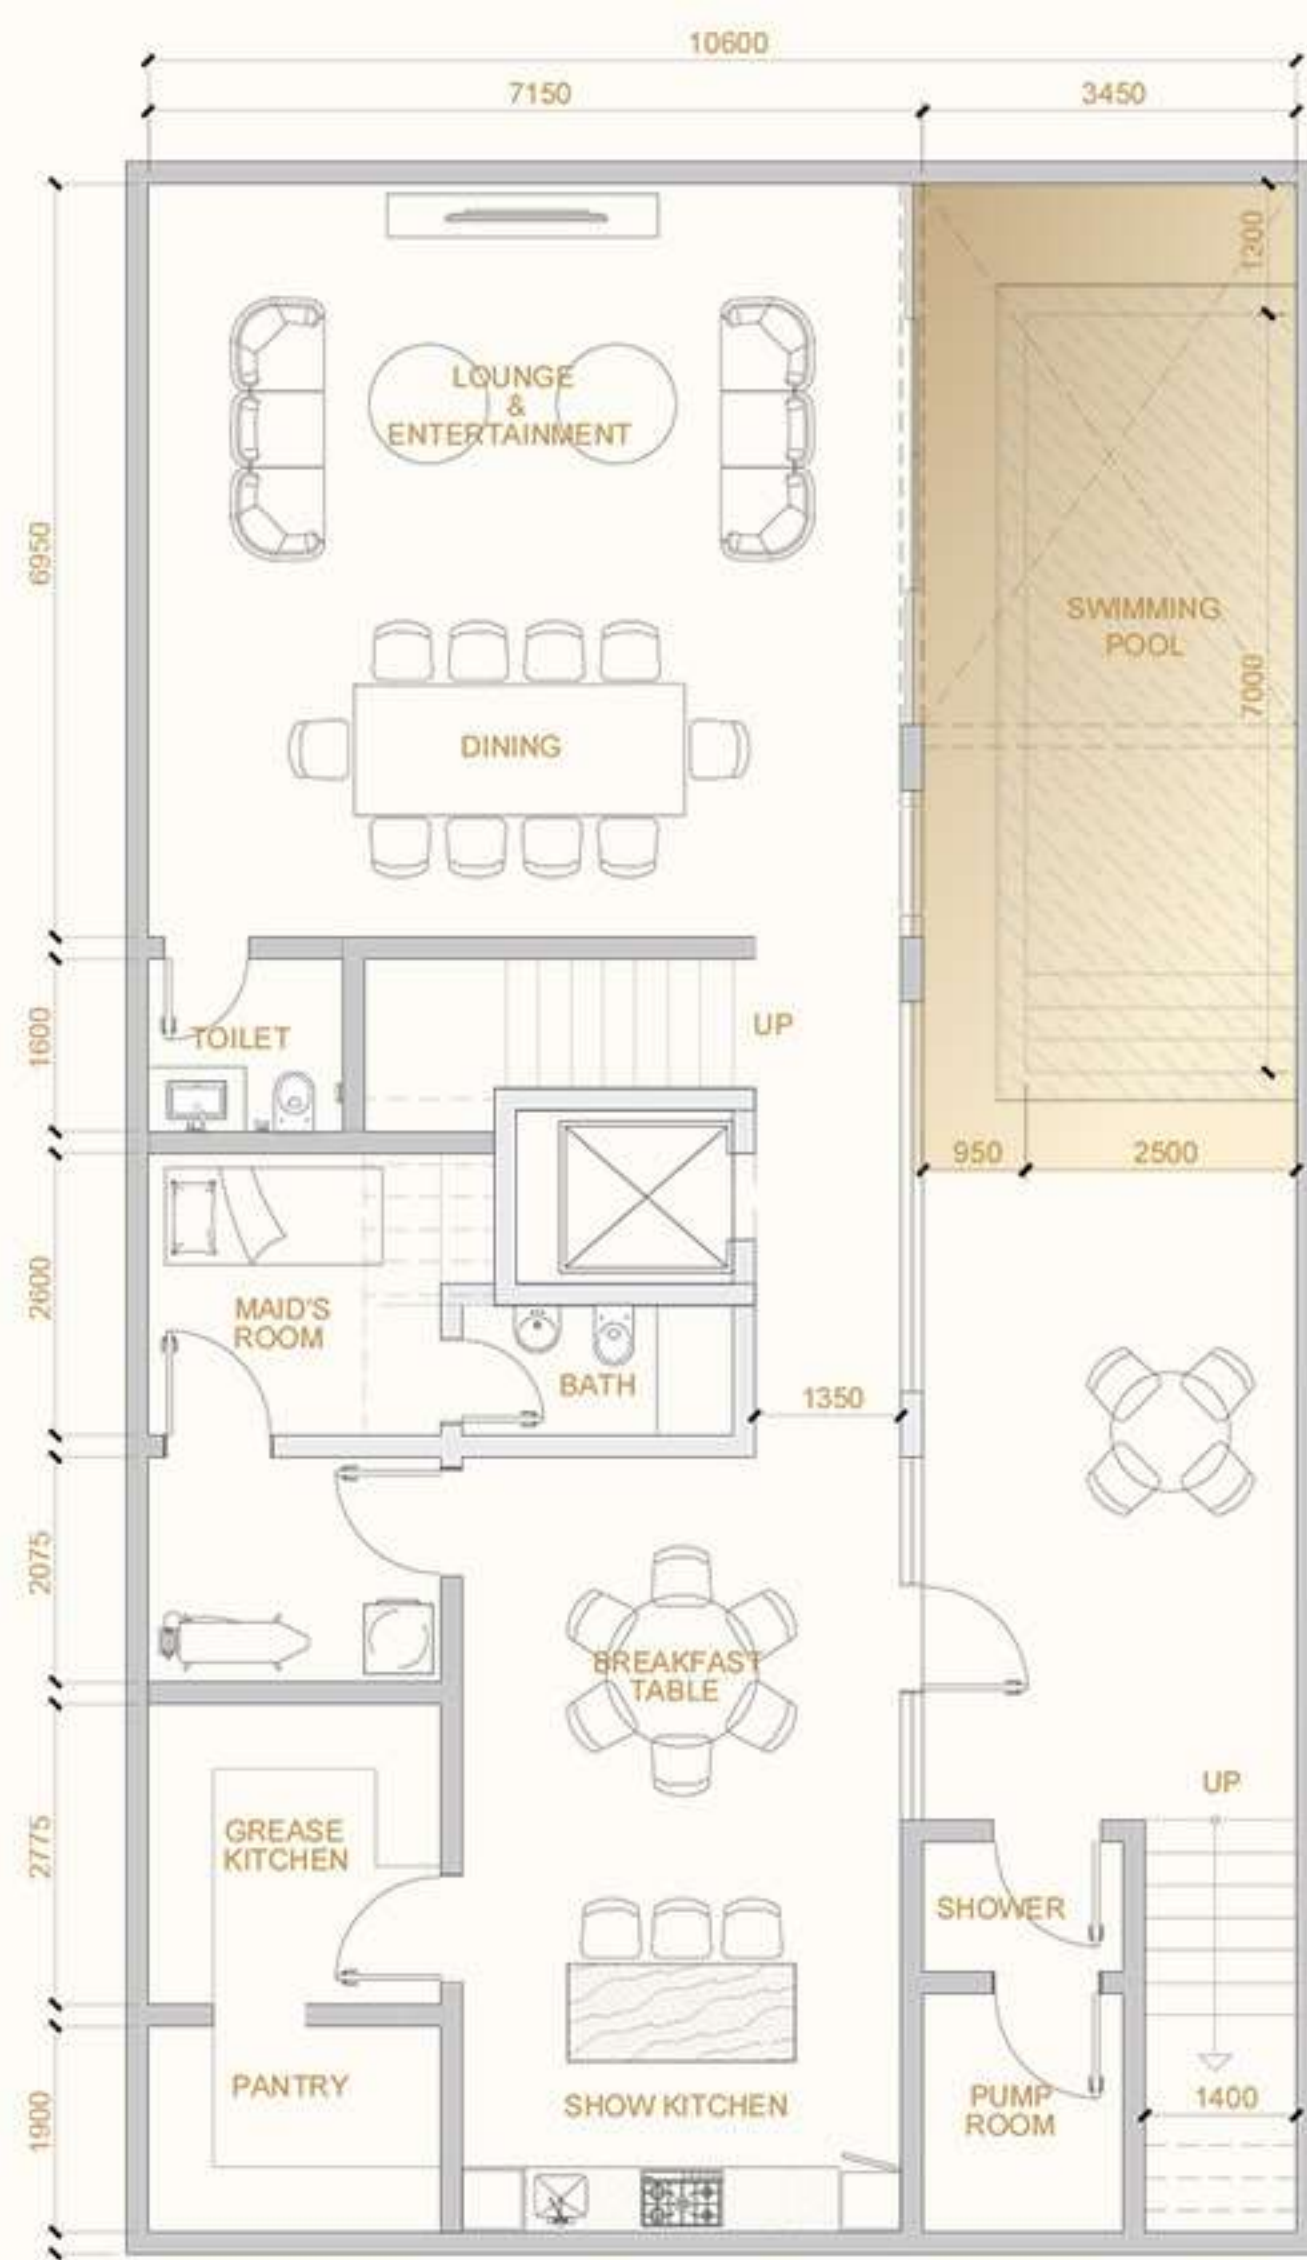 10600
7150
3450
1200
LOUNGE
&
ENTERTAINMENT
6950
SWIMMING
POOL
7000
DINING
1600
TOILET
UP
950
2500
2600
MAID'S
ROOM
BATH
1350
2075
BREAKFAST
TABLE
UP
2775
GREASE
KITCHEN
SHOWER
PANTRY
SHOW KITCHEN
PUMP
ROOM
1400
1900